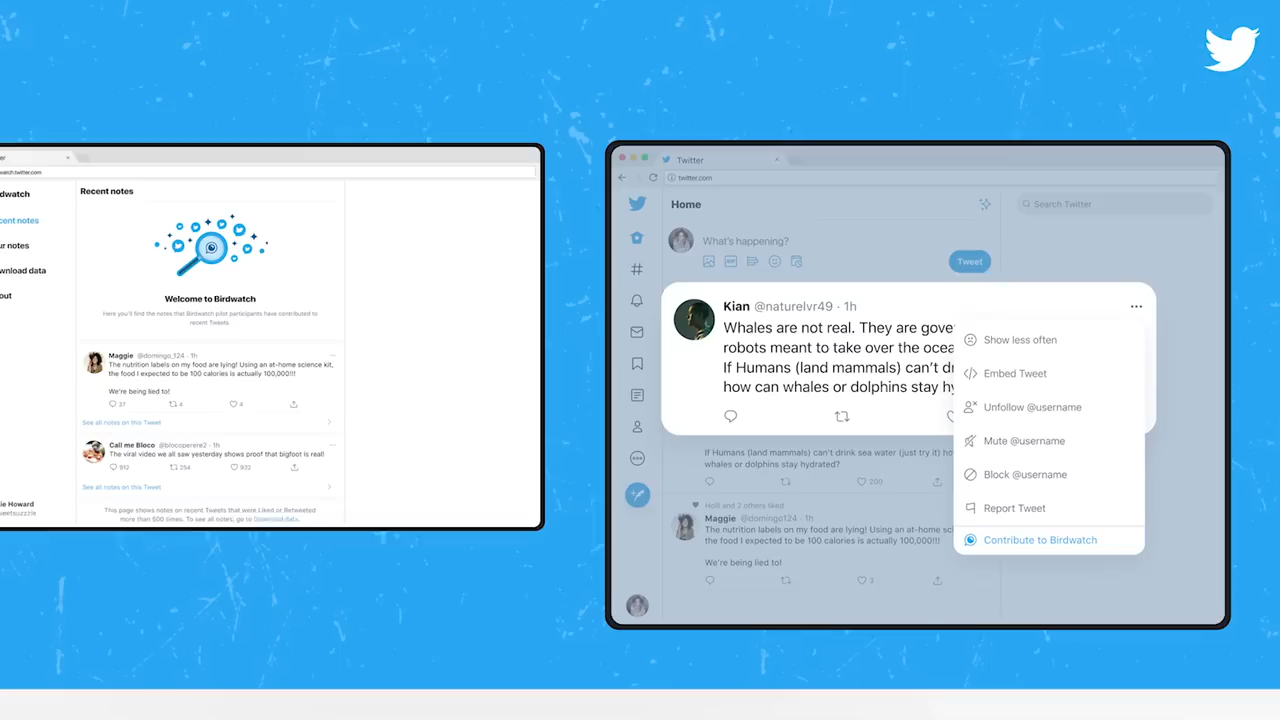 er
watch.twitter.com
dwatch
cent notes
ur notes
wnload data
out
ie Howard
weetsuzzzle
Recent notes
Welcome to Birdwatch
Here you'll find the notes that Birdwatch pilot participants have contributed to
recent Tweets.
Maggie @domingo_124 · 1h
The nutrition labels on my food are lying! Using an at-home science kit,
the food I expected to be 100 calories is actually 100,000!!!
We're being lied to!
37 4 4
See all notes on this Tweet
Call me Bloco @blocoperere2 · 1h
The viral video we all saw yesterday shows proof that bigfoot is real!
912 254 932
See all notes on this Tweet
This page shows notes on recent Tweets that were Liked or Retweeted
more than 500 times. To see all notes, go to Download data.
Twitter
twitter.com
Home
Search Twitter
What's happening?
GIF
Tweet
Kian @naturelvr49 · 1h
Whales are not real. They are gove
robots meant to take over the ocea
If Humans (land mammals) can't dr
how can whales or dolphins stay hy
Show less often
Embed Tweet
Unfollow @username
Mute @username
Block @username
Report Tweet
Contribute to Birdwatch
If Humans (land mammals) can't drink sea water (just try it) ho
whales or dolphins stay hydrated?
200
Holli and 2 others liked
Maggie @domingo124 · 1h
The nutrition labels on my food are lying! Using an at-home sc
the food I expected to be 100 calories is actually 100,000!!!
We're being lied to!
3